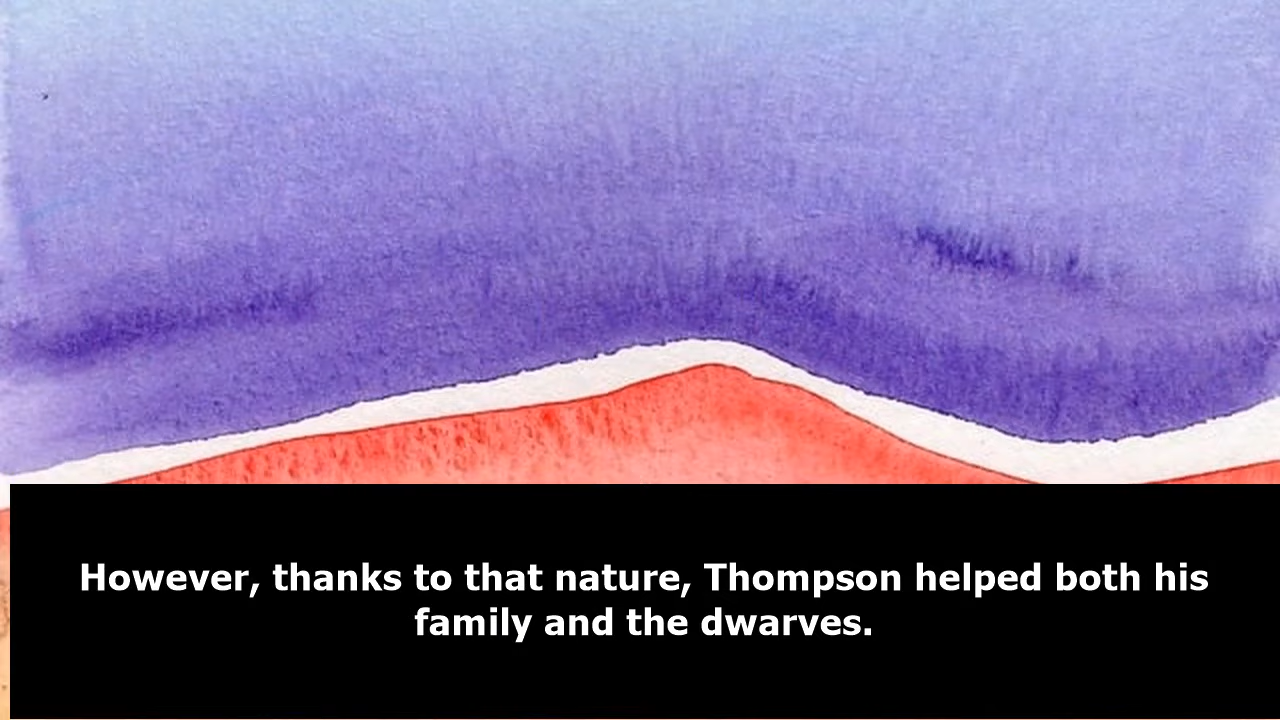 However, thanks to that nature, Thompson helped both his
family and the dwarves.